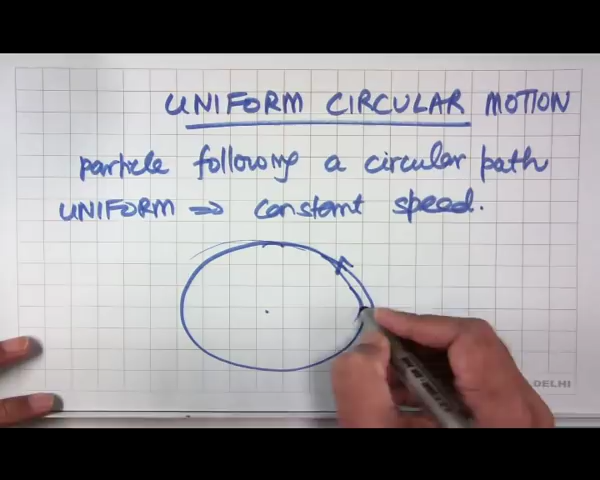 UNIFORM CIRCULAR MOTION
particle following a circular path
UNIFORM ⇒ constant speed.
DELHI